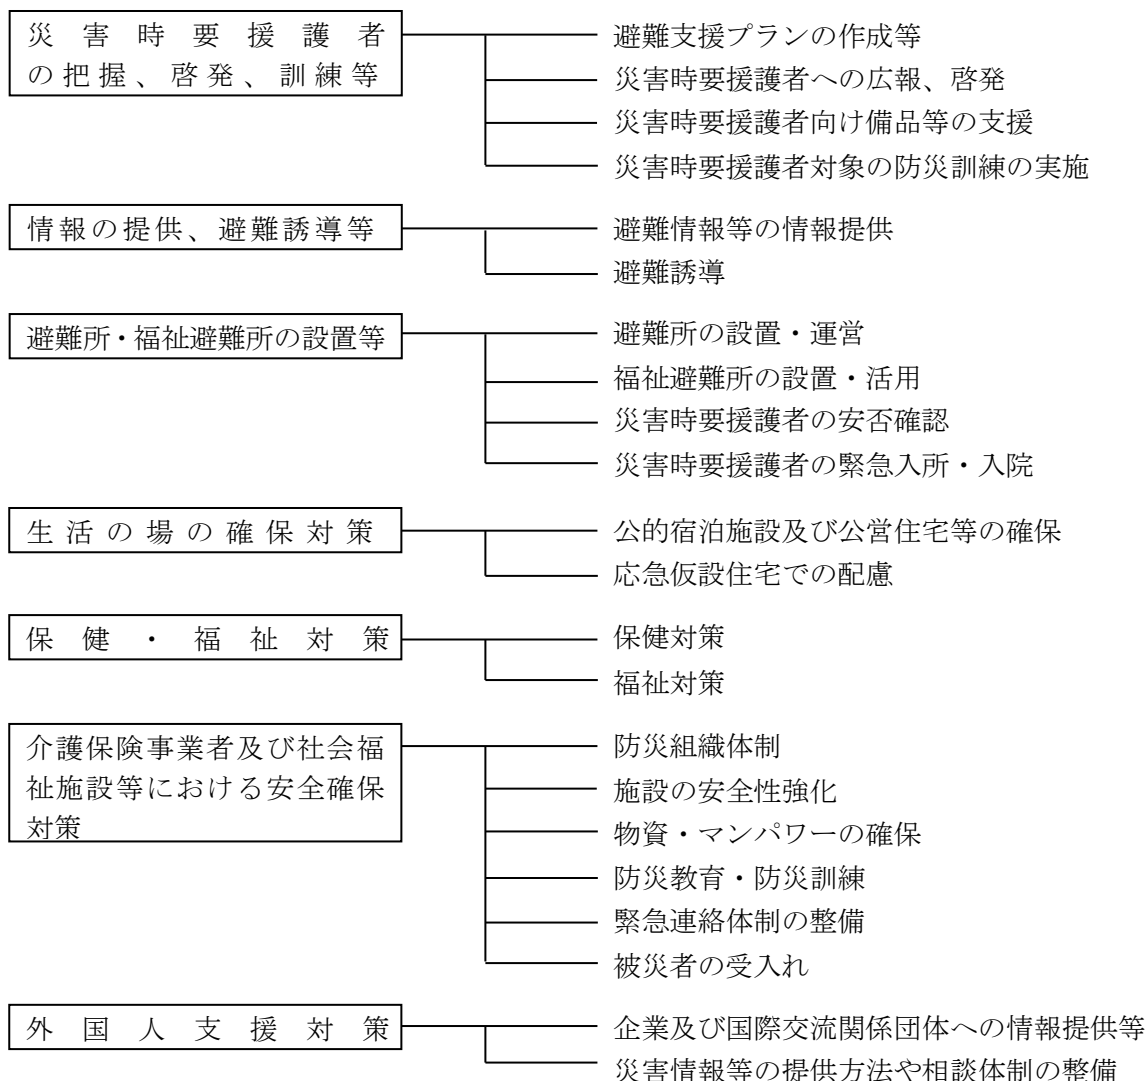 災害時要援護者
の把握、啓発、訓練等
避難支援プランの作成等
災害時要援護者への広報、啓発
災害時要援護者向け備品等の支援
災害時要援護者対象の防災訓練の実施
情報の提供、避難誘導等
避難情報等の情報提供
避難誘導
避難所・福祉避難所の設置等
避難所の設置・運営
福祉避難所の設置・活用
災害時要援護者の安否確認
災害時要援護者の緊急入所・入院
生活の場の確保対策
公的宿泊施設及び公営住宅等の確保
応急仮設住宅での配慮
保健・福祉対策
保健対策
福祉対策
介護保険事業者及び社会福
祉施設等における安全確保
対策
防災組織体制
施設の安全性強化
物資・マンパワーの確保
防災教育・防災訓練
緊急連絡体制の整備
被災者の受入れ
外国人支援対策
企業及び国際交流関係団体への情報提供等
災害情報等の提供方法や相談体制の整備